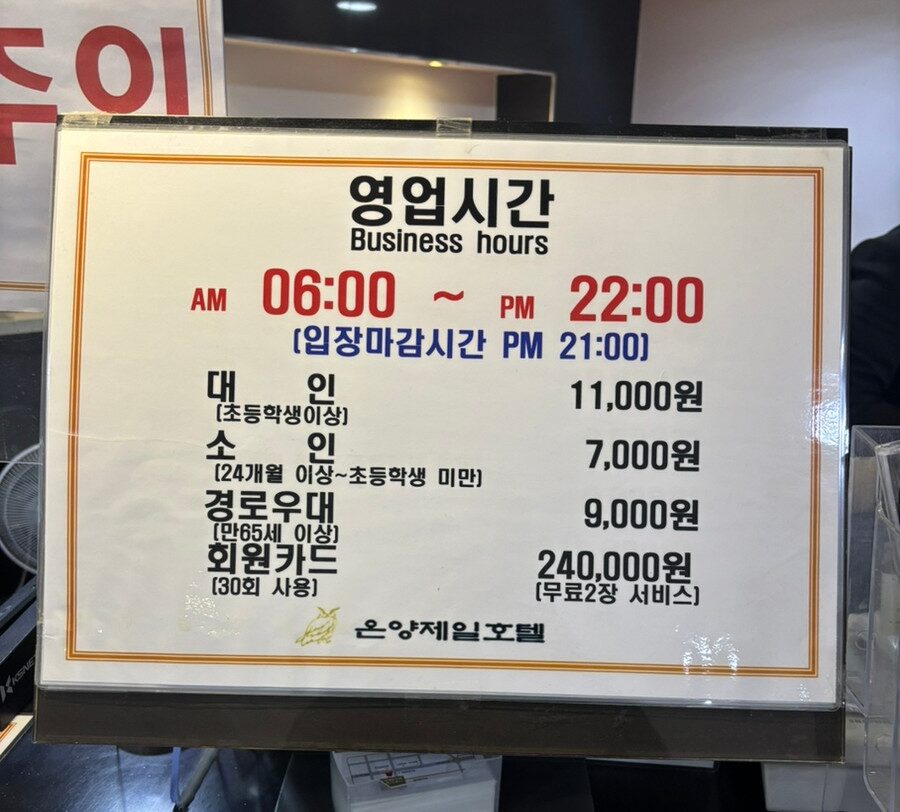 주의
영업시간
Business hours
AM 06:00 ~ PM 22:00
(입장마감시간 PM 21:00)
대 인 11,000원
(초등학생이상)
소 인 7,000원
(24개월 이상~초등학생 미만)
경로우대 9,000원
(만65세 이상)
회원카드 240,000원
(30회 사용) (무료2장 서비스)
온양제일호텔